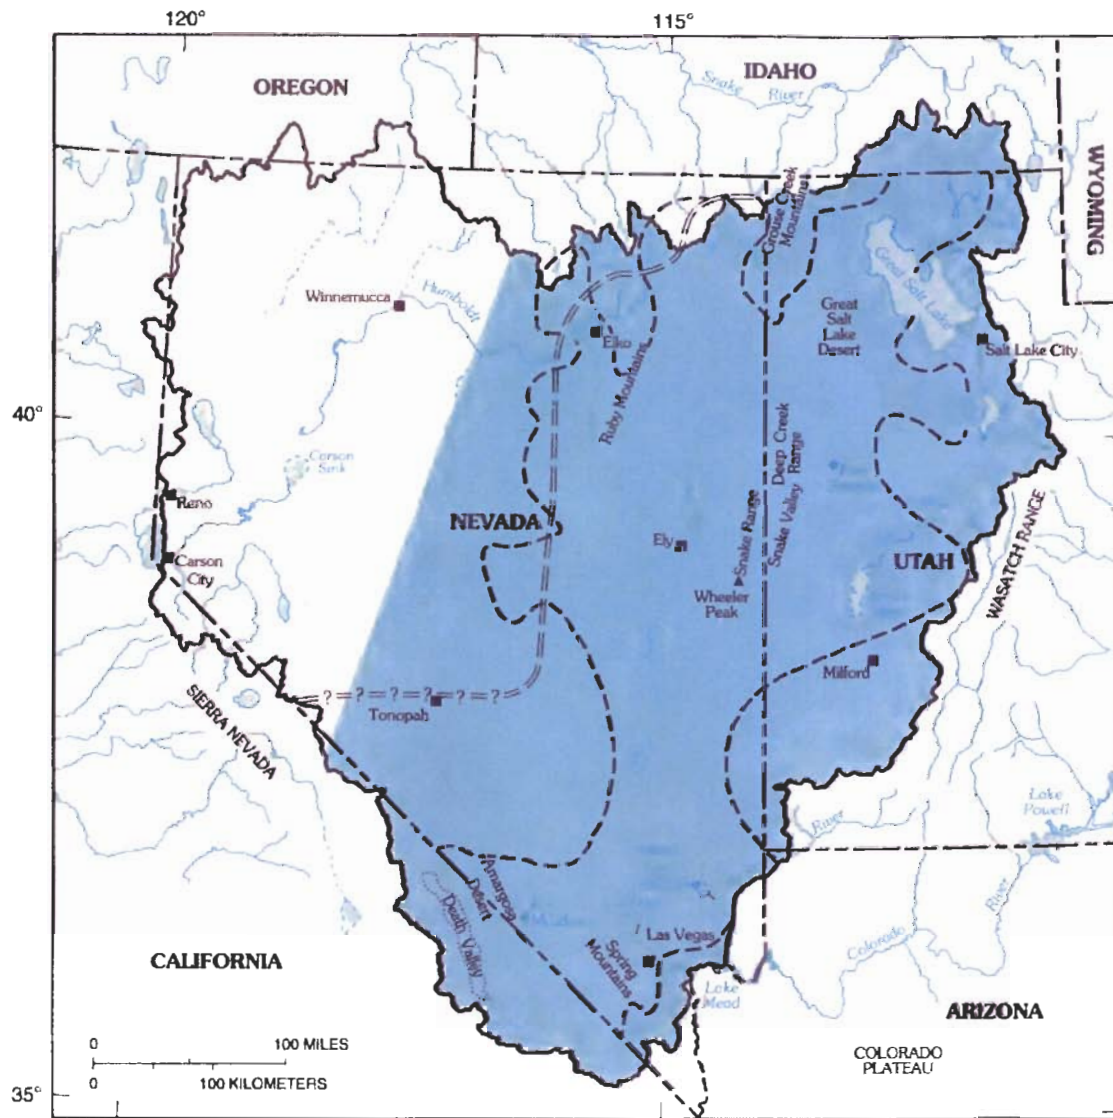 120°
115°
OREGON
IDAHO
Snake
River
WYOMING
Grouse Creek
Mountains
Winnemucca
Humboldt
Great Salt
Lake
Great
Salt
Lake
Desert
Elko
Salt Lake City
Ruby Mountains
40°
Carson
Sink
Deep Creek
Range
Reno
NEVADA
Snake Range
Snake Valley
Ely
UTAH
WASATCH RANGE
Carson
City
Wheeler
Peak
Milford
? = ? = ? = ? = ? = ?
Tonopah
SIERRA NEVADA
Lake
Powell
River
Amargosa
Desert
Death Valley
River
Las Vegas
Spring
Mountains
Colorado
CALIFORNIA
Lake
Mead
ARIZONA
0 100 MILES
0 100 KILOMETERS
COLORADO
PLATEAU
35°